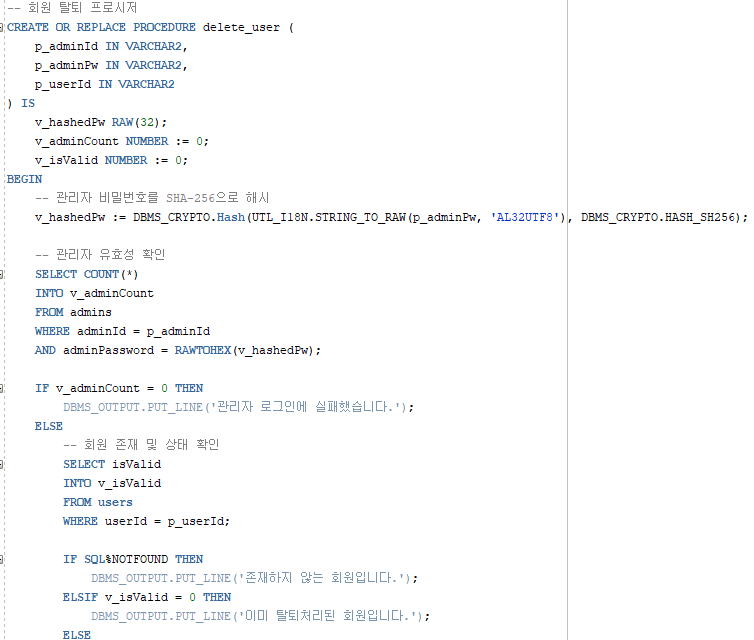 -- 회원 탈퇴 프로시저
CREATE OR REPLACE PROCEDURE delete_user (
    p_adminId IN VARCHAR2,
    p_adminPw IN VARCHAR2,
    p_userId IN VARCHAR2
) IS
    v_hashedPw RAW(32);
    v_adminCount NUMBER := 0;
    v_isValid NUMBER := 0;
BEGIN
    -- 관리자 비밀번호를 SHA-256으로 해시
    v_hashedPw := DBMS_CRYPTO.Hash(UTL_I18N.STRING_TO_RAW(p_adminPw, 'AL32UTF8'), DBMS_CRYPTO.HASH_SH256);
    -- 관리자 유효성 확인
    SELECT COUNT(*)
    INTO v_adminCount
    FROM admins
    WHERE adminId = p_adminId
    AND adminPassword = RAWTOHEX(v_hashedPw);
    IF v_adminCount = 0 THEN
        DBMS_OUTPUT.PUT_LINE('관리자 로그인에 실패했습니다.');
    ELSE
        -- 회원 존재 및 상태 확인
        SELECT isValid
        INTO v_isValid
        FROM users
        WHERE userId = p_userId;
        IF SQL%NOTFOUND THEN
            DBMS_OUTPUT.PUT_LINE('존재하지 않는 회원입니다.');
        ELSIF v_isValid = 0 THEN
            DBMS_OUTPUT.PUT_LINE('이미 탈퇴처리된 회원입니다.');
        ELSE